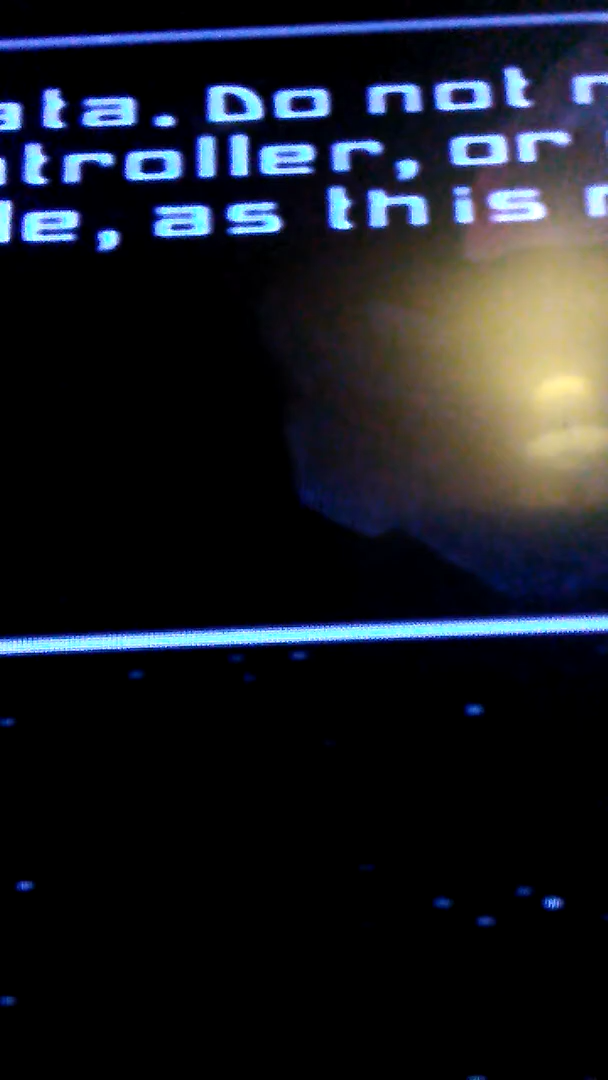 ata. Do not
troller, or
le, as this